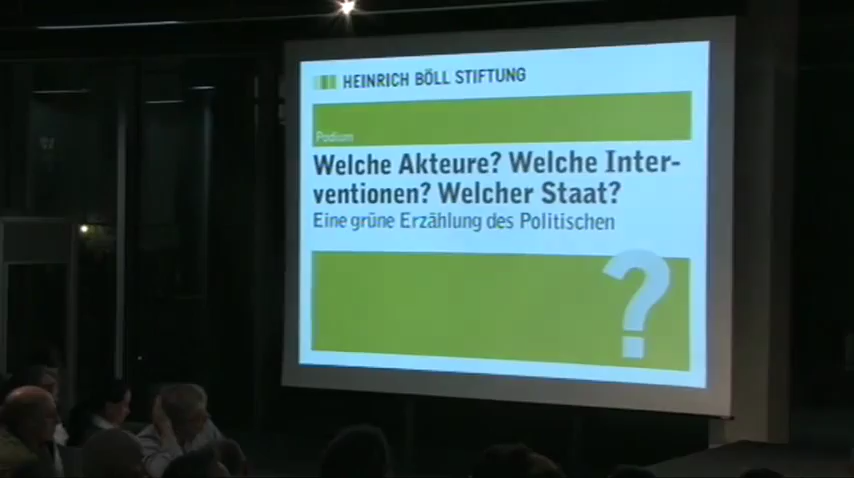 HEINRICH BÖLL STIFTUNG
Podium
Welche Akteure? Welche Inter-
ventionen? Welcher Staat?
Eine grüne Erzählung des Politischen
?